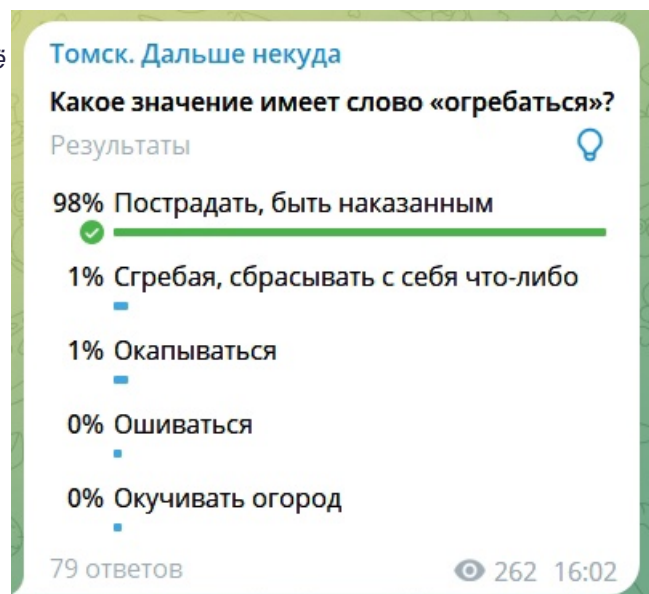 ё
Томск. Дальше некуда
Какое значение имеет слово «огребаться»?
Результаты
98% Пострадать, быть наказанным
1% Сгребая, сбрасывать с себя что-либо
1% Окапываться
0% Ошиваться
0% Окучивать огород
79 ответов 262 16:02